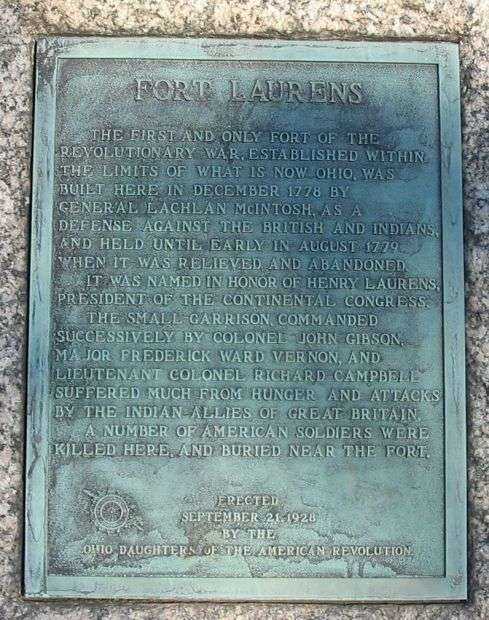 FORT LAURENS
THE FIRST AND ONLY FORT OF THE
REVOLUTIONARY WAR, ESTABLISHED WITHIN
THE LIMITS OF WHAT IS NOW OHIO, WAS
BUILT HERE IN DECEMBER 1778 BY
GENERAL LACHLAN McINTOSH, AS A
DEFENSE AGAINST THE BRITISH AND INDIANS,
AND HELD UNTIL EARLY IN AUGUST 1779
WHEN IT WAS RELIEVED AND ABANDONED.
IT WAS NAMED IN HONOR OF HENRY LAURENS,
PRESIDENT OF THE CONTINENTAL CONGRESS.
THE SMALL GARRISON COMMANDED
SUCCESSIVELY BY COLONEL JOHN GIBSON,
MAJOR FREDERICK WARD VERNON, AND
LIEUTENANT COLONEL RICHARD CAMPBELL
SUFFERED MUCH FROM HUNGER AND ATTACKS
BY THE INDIAN ALLIES OF GREAT BRITAIN.
A NUMBER OF AMERICAN SOLDIERS WERE
KILLED HERE, AND BURIED NEAR THE FORT.
ERECTED
SEPTEMBER 21, 1928
BY THE
OHIO DAUGHTERS OF THE AMERICAN REVOLUTION.